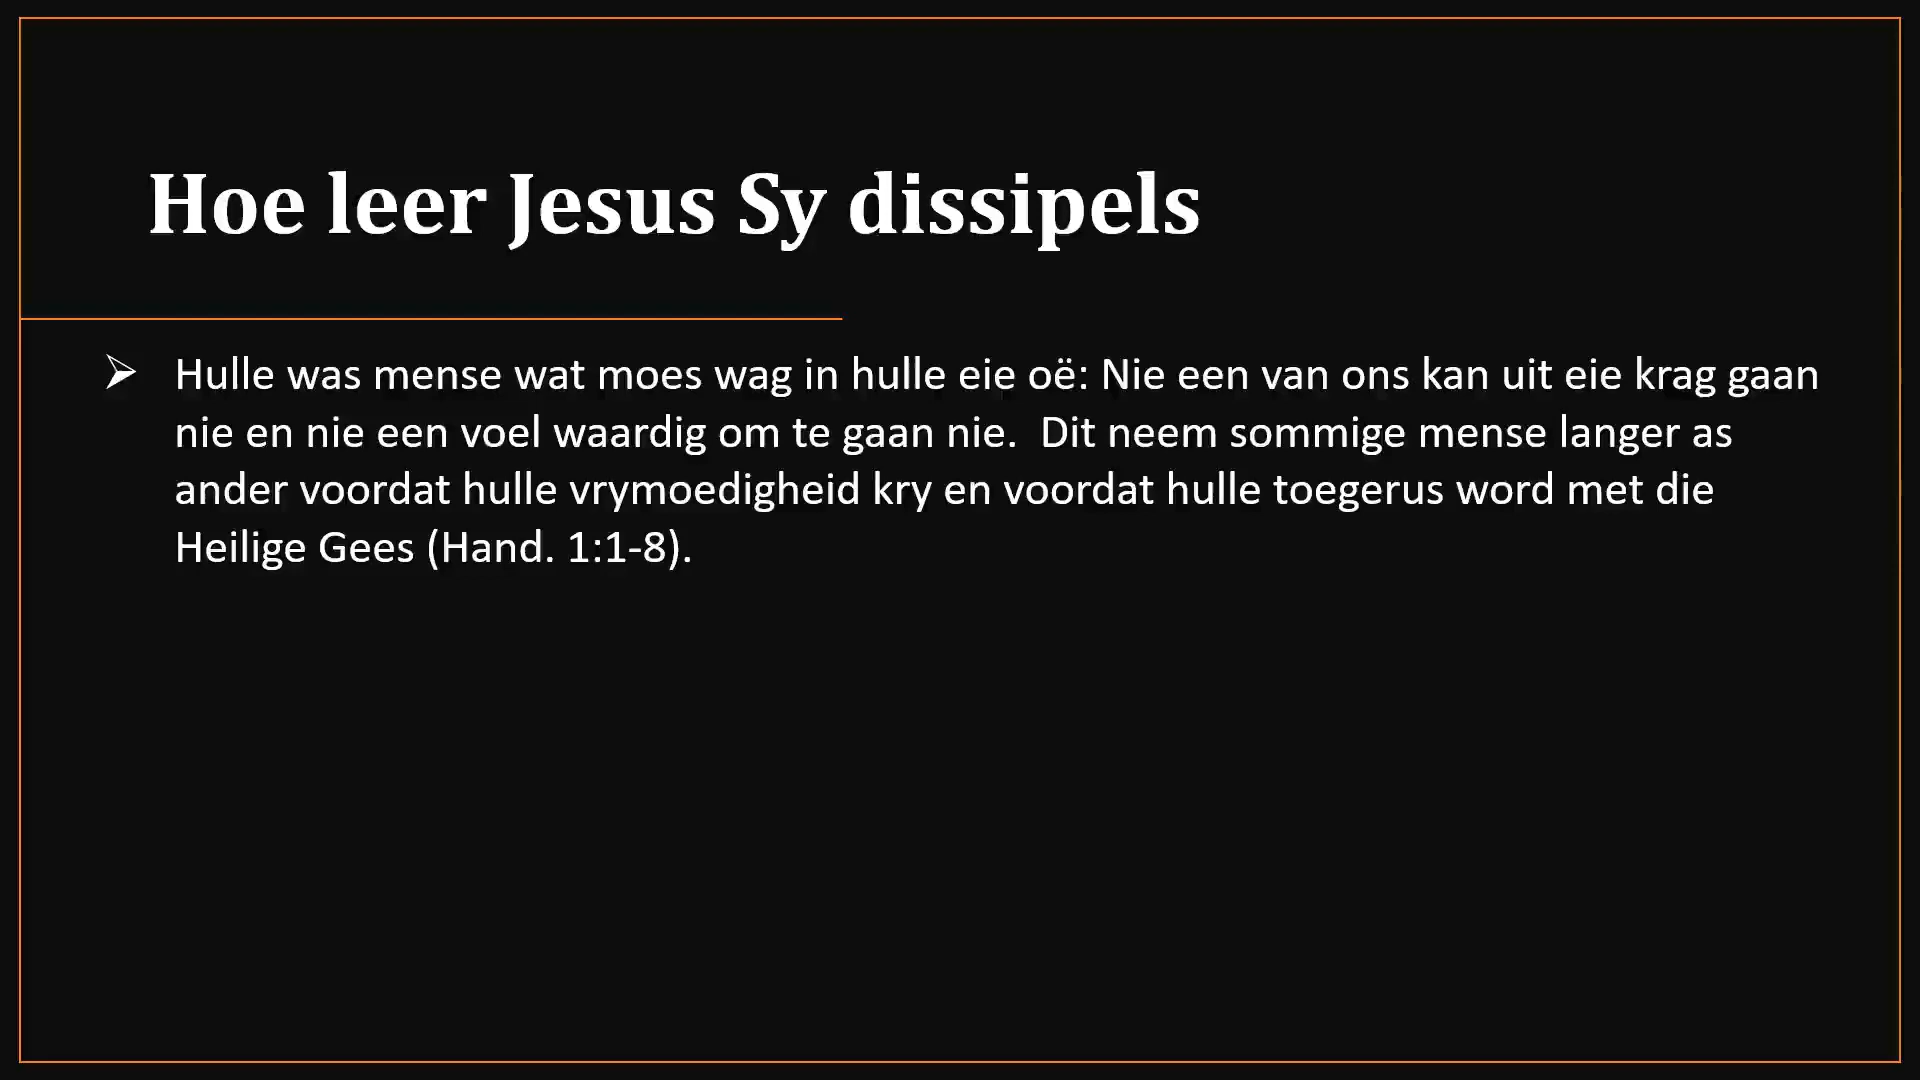 Hoe leer Jesus Sy dissipels
➢ Hulle was mense wat moes wag in hulle eie oë: Nie een van ons kan uit eie krag gaan
nie en nie een voel waardig om te gaan nie.  Dit neem sommige mense langer as
ander voordat hulle vrymoedigheid kry en voordat hulle toegerus word met die
Heilige Gees (Hand. 1:1-8).